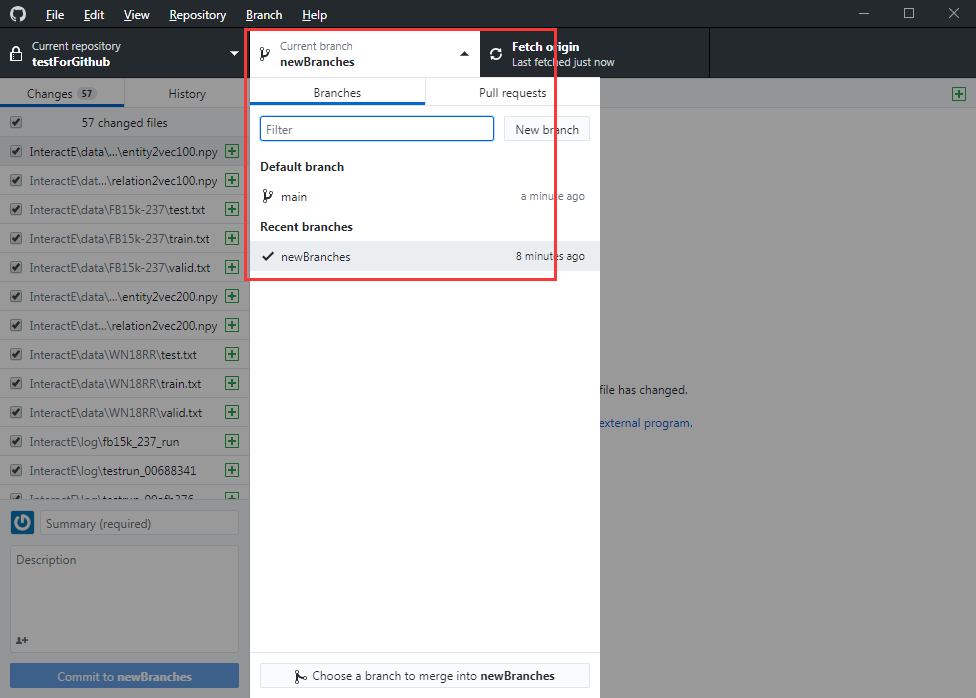 File Edit View Repository Branch Help
Current repository
testForGithub
Current branch
newBranches
Fetch origin
Last fetched just now
Changes 57 History
57 changed files
InteractE\data\...\entity2vec100.npy
InteractE\dat...\relation2vec100.npy
InteractE\data\FB15k-237\test.txt
InteractE\data\FB15k-237\train.txt
InteractE\data\FB15k-237\valid.txt
InteractE\data\...\entity2vec200.npy
InteractE\dat...\relation2vec200.npy
InteractE\data\WN18RR\test.txt
InteractE\data\WN18RR\train.txt
InteractE\data\WN18RR\valid.txt
InteractE\log\fb15k_237_run
InteractE\log\testrun_00688341
Summary (required)
Description
Commit to newBranches
Branches Pull requests
Filter New branch
Default branch
main a minute ago
Recent branches
newBranches 8 minutes ago
Choose a branch to merge into newBranches
file has changed.
external program.